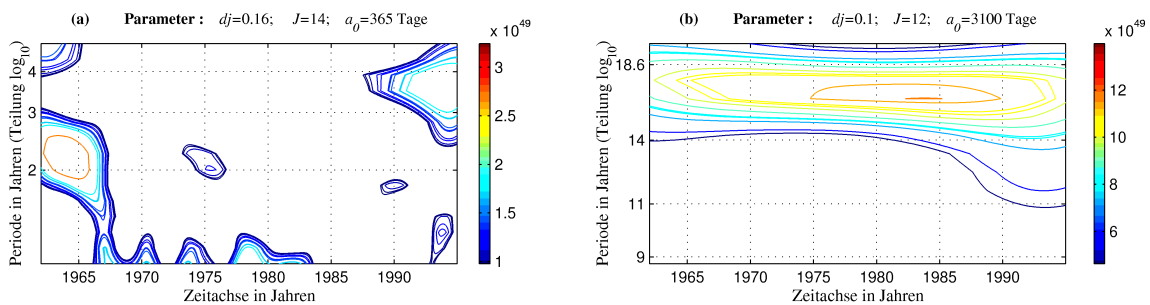 (a) Parameter : dj=0.16; J=14; a0=365 Tage
x 10^49
Periode in Jahren (Teilung log10)
4
3
2
1965 1970 1975 1980 1985 1990
Zeitachse in Jahren
3
2.5
2
1.5
1
(b) Parameter : dj=0.1; J=12; a0=3100 Tage
x 10^49
Periode in Jahren (Teilung log10)
18.6
14
11
9
1965 1970 1975 1980 1985 1990
Zeitachse in Jahren
12
10
8
6